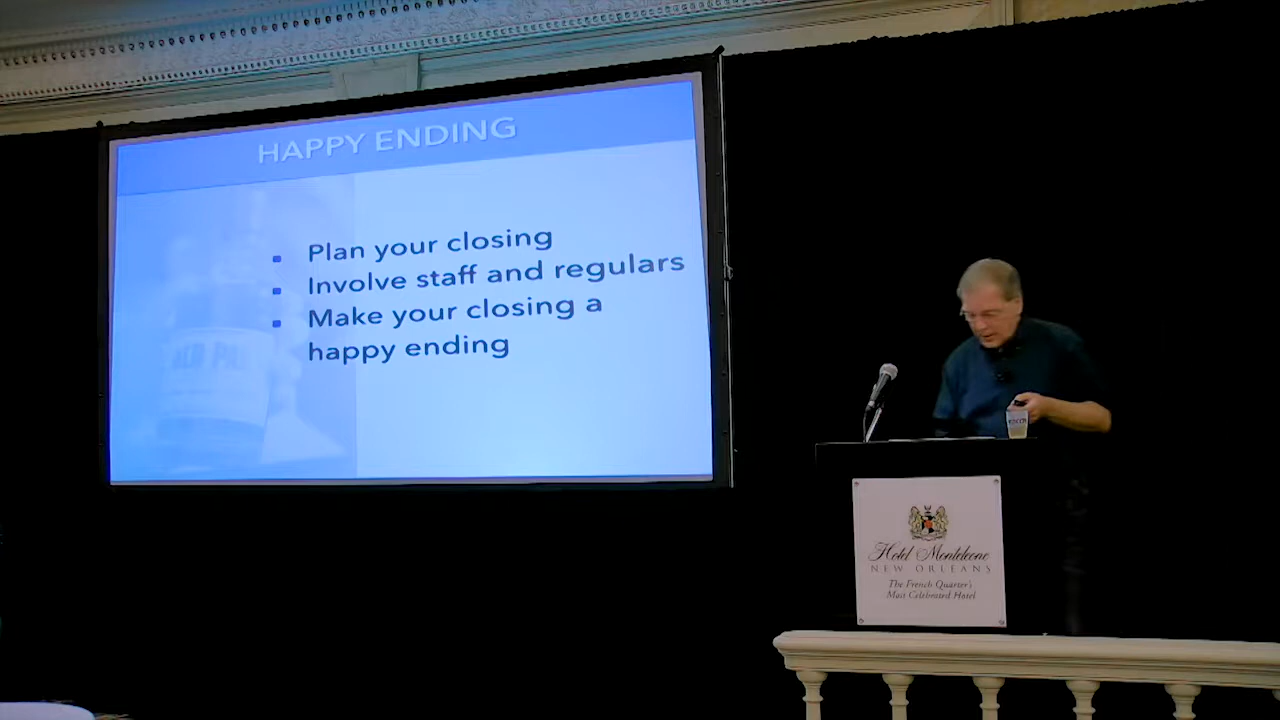 HAPPY ENDING
Plan your closing
Involve staff and regulars
Make your closing a
happy ending
Hotel Monteleone
NEW ORLEANS
The French Quarter's
Most Celebrated Hotel